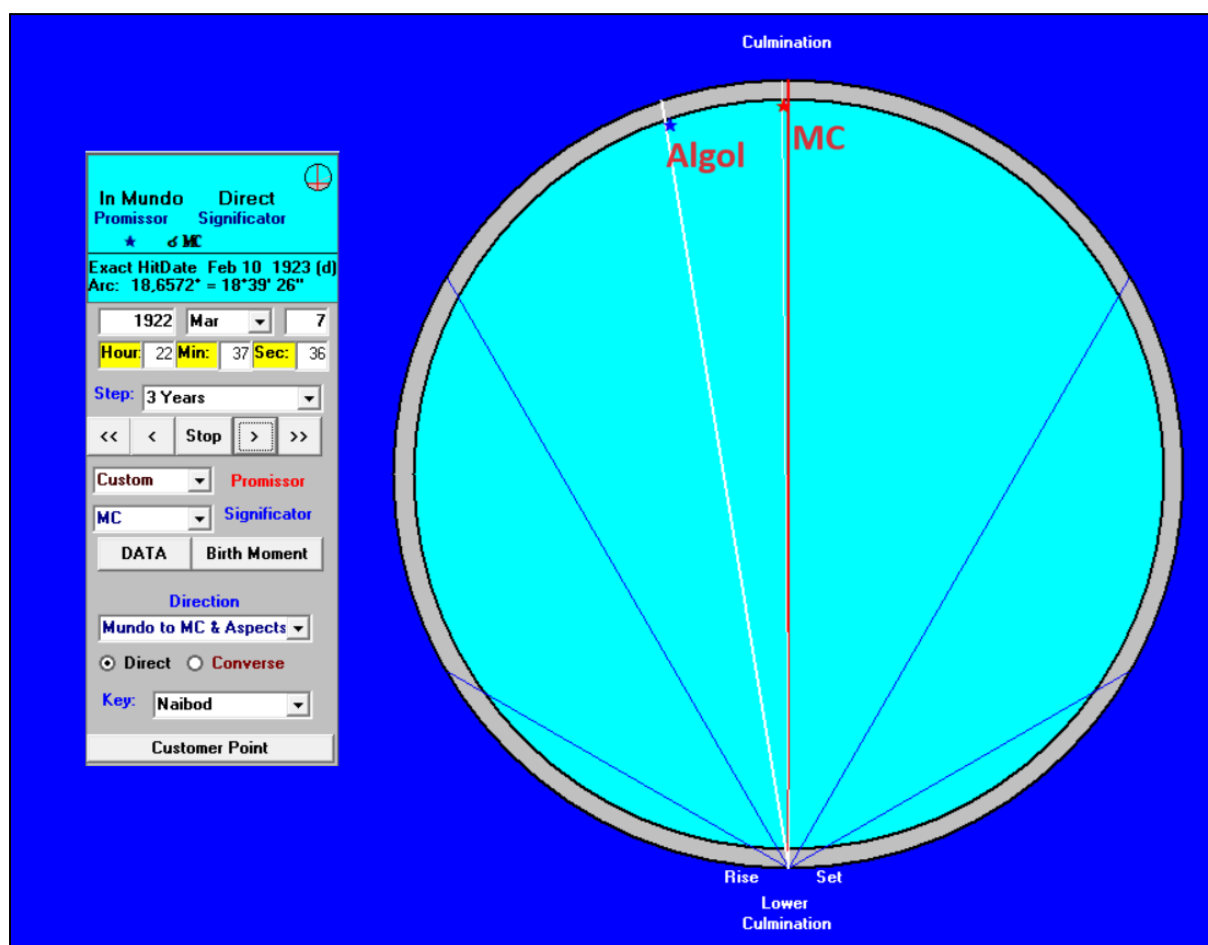 Culmination
Algol
MC
In Mundo Direct
Promissor Significator
★ ☌ MC
Exact HitDate Feb 10 1923 (d)
Arc: 18,6572° = 18°39' 26"
1922 Mar 7
Hour: 22 Min: 37 Sec: 36
Step: 3 Years
<< < Stop > >>
Custom Promissor
MC Significator
DATA Birth Moment
Direction
Mundo to MC & Aspects
Direct Converse
Key: Naibod
Customer Point
Rise Set
Lower
Culmination